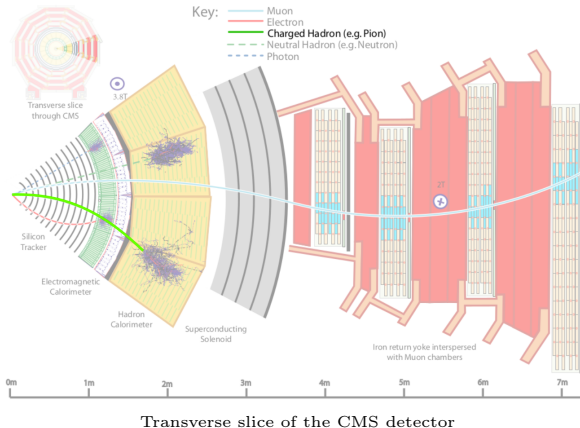 Key:
Muon
Electron
Charged Hadron (e.g. Pion)
Neutral Hadron (e.g. Neutron)
Photon
Transverse slice
through CMS
3.8T
2T
Silicon
Tracker
Electromagnetic
Calorimeter
Hadron
Calorimeter
Superconducting
Solenoid
Iron return yoke interspersed
with Muon chambers
0m 1m 2m 3m 4m 5m 6m 7m
Transverse slice of the CMS detector